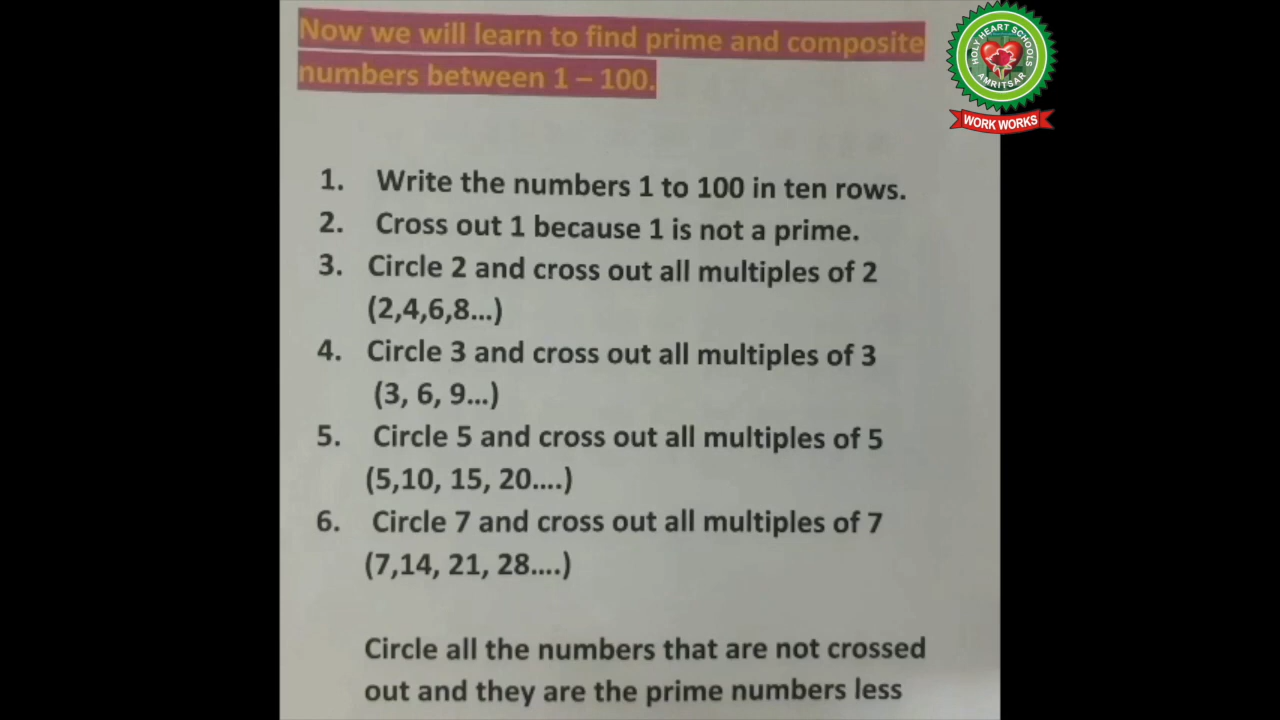 Now we will learn to find prime and composite
numbers between 1 – 100.
HOLY HEART SCHOOLS
AMRITSAR
WORK WORKS
1. Write the numbers 1 to 100 in ten rows.
2. Cross out 1 because 1 is not a prime.
3. Circle 2 and cross out all multiples of 2
(2,4,6,8...)
4. Circle 3 and cross out all multiples of 3
(3, 6, 9...)
5. Circle 5 and cross out all multiples of 5
(5,10, 15, 20....)
6. Circle 7 and cross out all multiples of 7
(7,14, 21, 28....)
Circle all the numbers that are not crossed
out and they are the prime numbers less